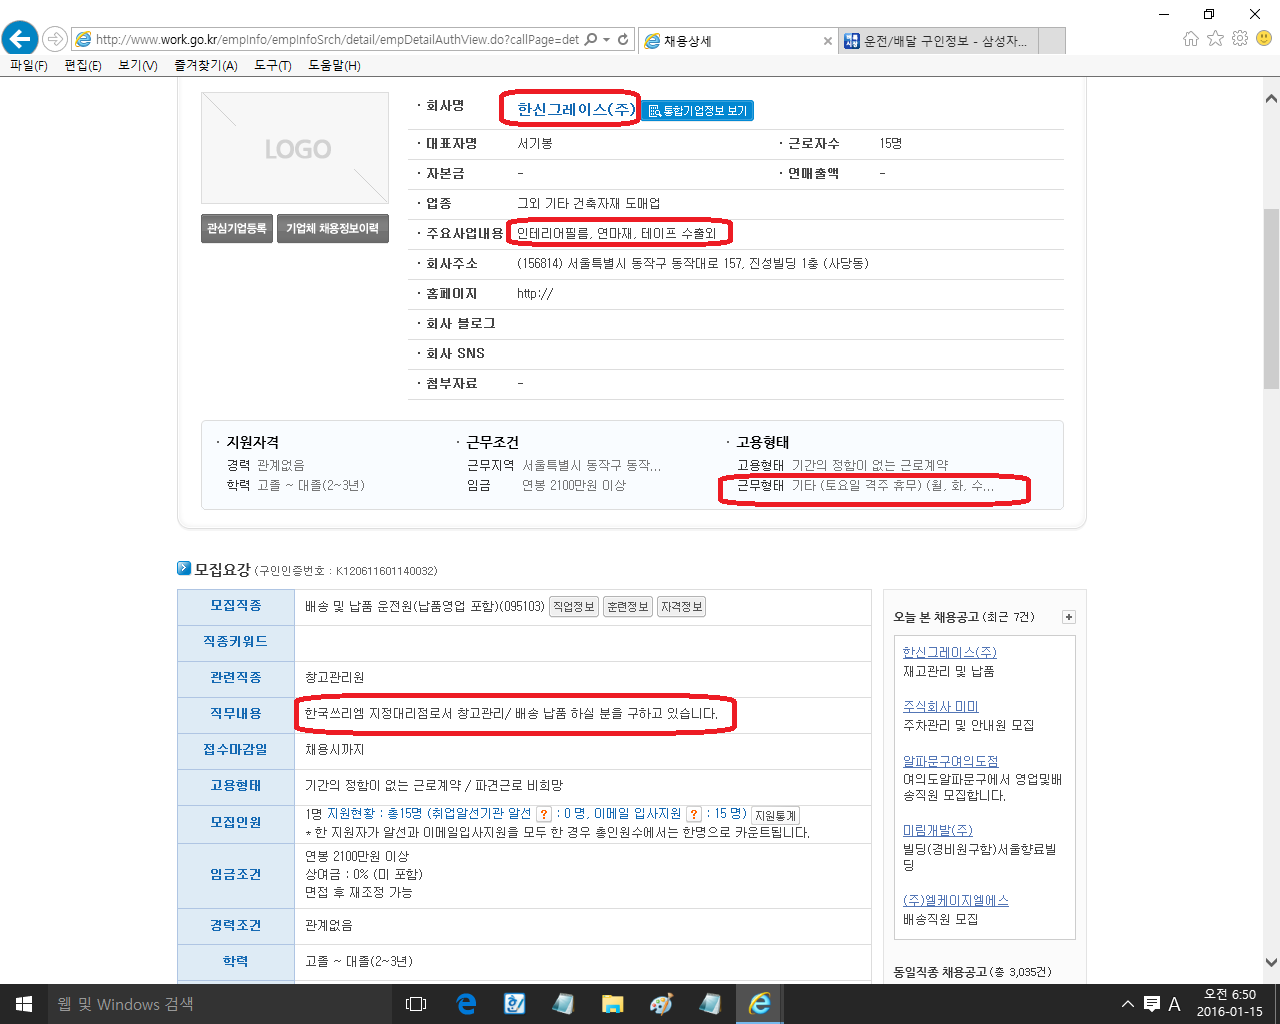 http://www.work.go.kr/empInfo/empInfoSrch/detail/empDetailAuthView.do?callPage=det
채용상세
운전/배달 구인정보 - 삼성자...
파일(F) 편집(E) 보기(V) 즐겨찾기(A) 도구(T) 도움말(H)
LOGO
관심기업등록 기업체 채용정보이력
· 회사명 한신그레이스(주) 통합기업정보 보기
· 대표자명 서기봉 · 근로자수 15명
· 자본금 - · 연매출액 -
· 업종 그외 기타 건축자재 도매업
· 주요사업내용 인테리어필름, 연마재, 테이프 수출외
· 회사주소 (156814) 서울특별시 동작구 동작대로 157, 진성빌딩 1층 (사당동)
· 홈페이지 http://
· 회사 블로그
· 회사 SNS
· 첨부자료 -
· 지원자격 · 근무조건 · 고용형태
경력 관계없음 근무지역 서울특별시 동작구 동작... 고용형태 기간의 정함이 없는 근로계약
학력 고졸 ~ 대졸(2~3년) 임금 연봉 2100만원 이상 근무형태 기타 (토요일 격주 휴무) (월, 화, 수...
모집요강 (구인인증번호 : K120611601140032)
모집직종 배송 및 납품 운전원(납품영업 포함)(095103) 직업정보 훈련정보 자격정보
직종키워드
관련직종 창고관리원
직무내용 한국쓰리엠 지정대리점로서 창고관리/ 배송 납품 하실 분을 구하고 있습니다.
접수마감일 채용시까지
고용형태 기간의 정함이 없는 근로계약 / 파견근로 비희망
모집인원 1명 지원현황 : 총15명 (취업알선기관 알선 ? : 0 명, 이메일 입사지원 ? : 15 명) 지원통계
* 한 지원자가 알선과 이메일입사지원을 모두 한 경우 총인원수에서는 한명으로 카운트됩니다.
임금조건 연봉 2100만원 이상
상여금 : 0% (미 포함)
면접 후 재조정 가능
경력조건 관계없음
학력 고졸 ~ 대졸(2~3년)
오늘 본 채용공고 (최근 7건) +
한신그레이스(주)
재고관리 및 납품
주식회사 미미
주차관리 및 안내원 모집
알파문구여의도점
여의도알파문구에서 영업및배
송직원 모집합니다.
미림개발(주)
빌딩(경비원구함)서울향료빌
딩
(주)엘케이지엘에스
배송직원 모집
동일직종 채용공고 (총 3,035건)
웹 및 Windows 검색
A
오전 6:50
2016-01-15